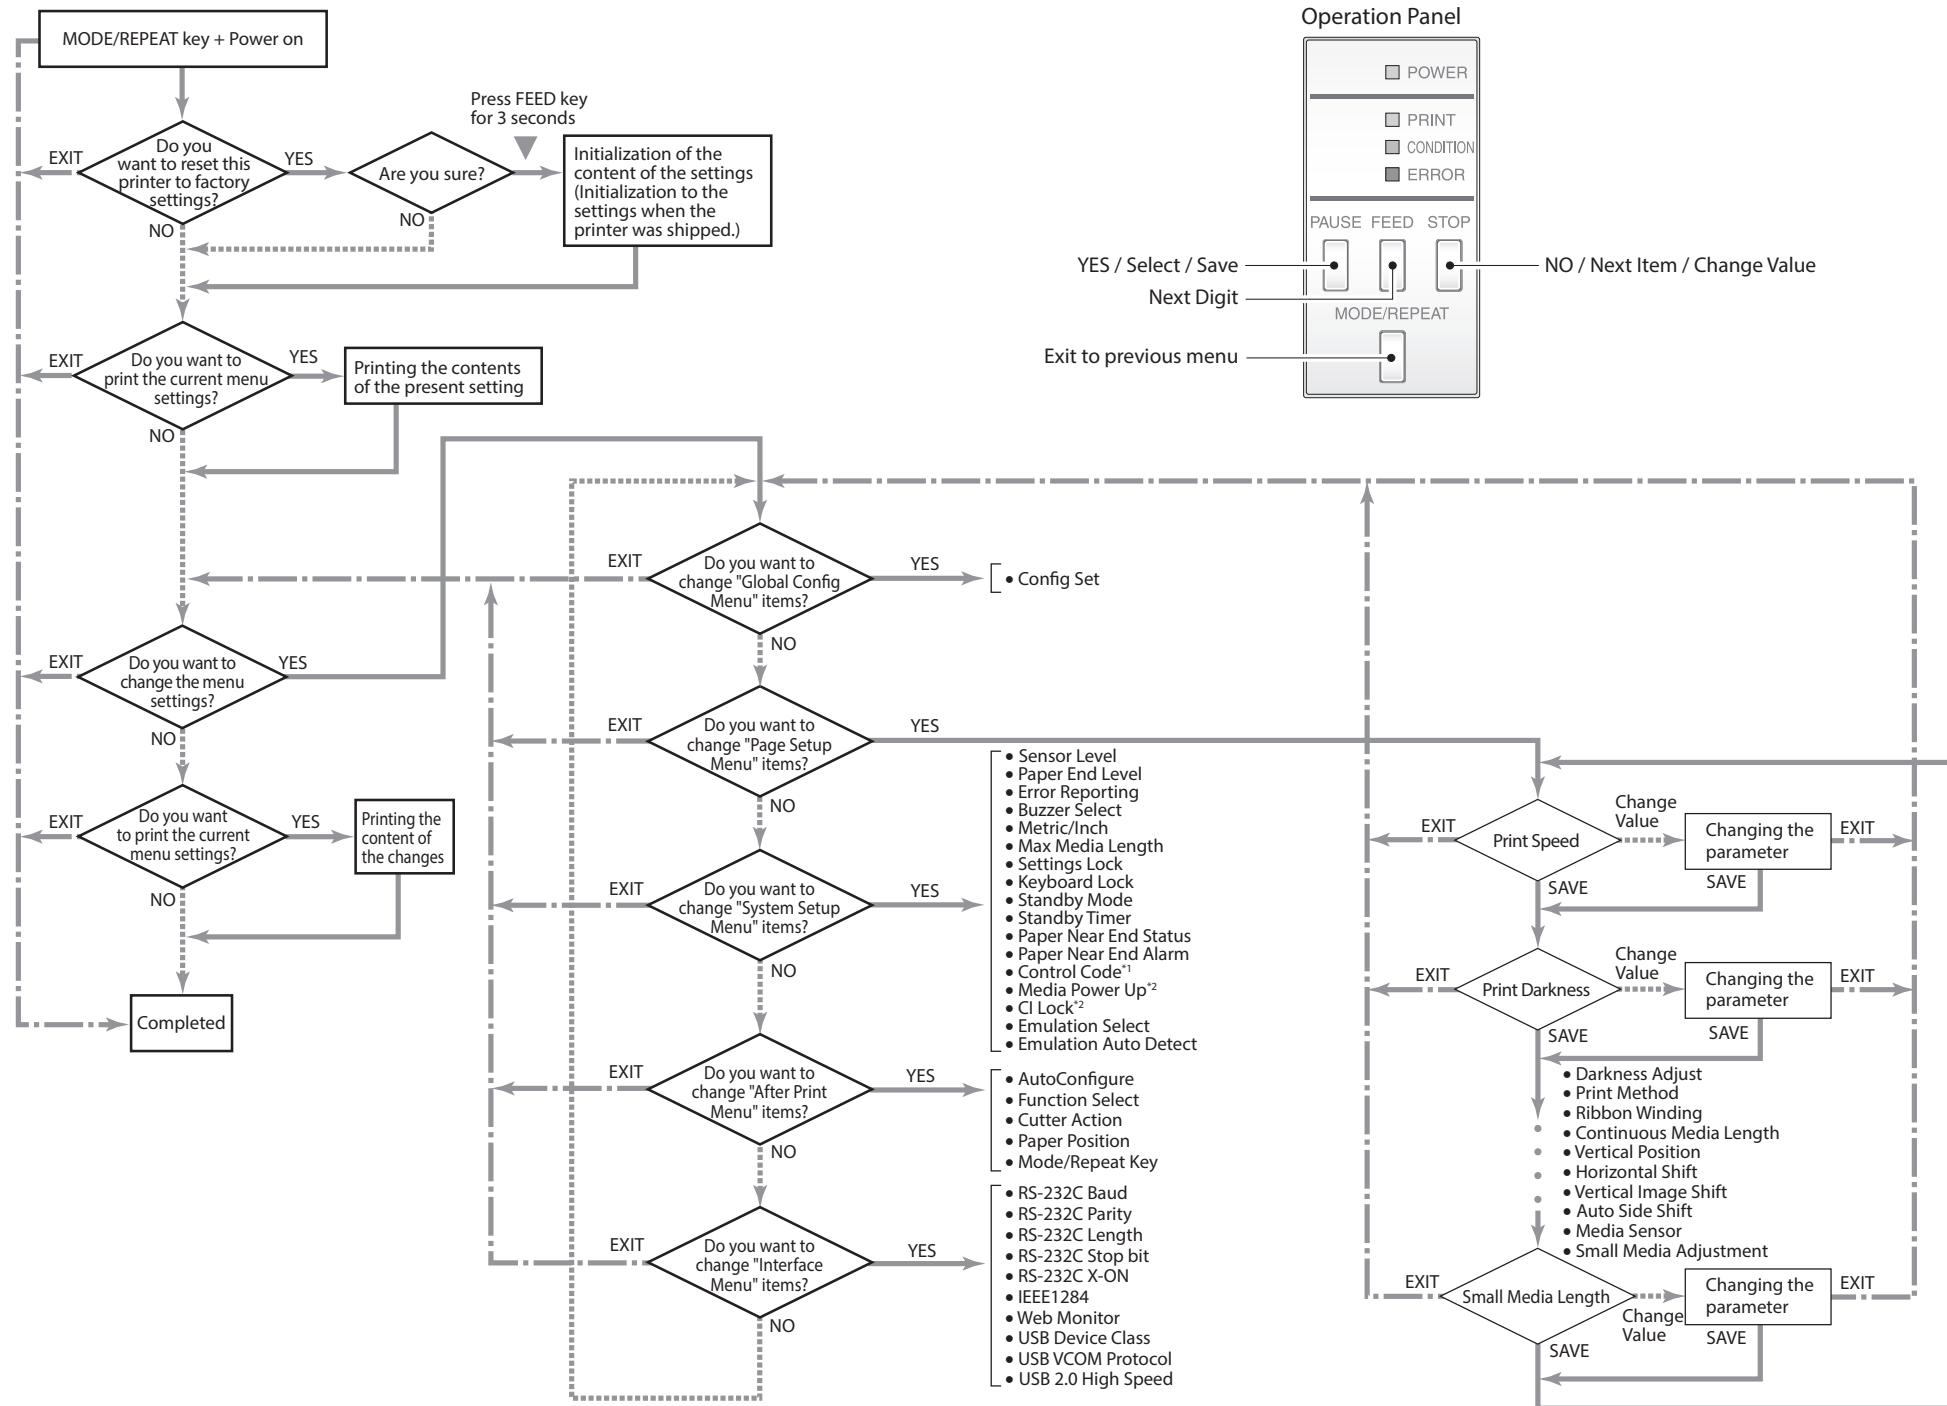 Operation Panel
POWER
PRINT
CONDITION
ERROR
PAUSE FEED STOP
YES / Select / Save
NO / Next Item / Change Value
Next Digit
MODE/REPEAT
Exit to previous menu
MODE/REPEAT key + Power on
Do you
want to reset this
printer to factory
settings?
EXIT
YES
NO
Are you sure?
NO
Press FEED key
for 3 seconds
Initialization of the
content of the settings
(Initialization to the
settings when the
printer was shipped.)
Do you want to
print the current menu
settings?
EXIT
YES
NO
Printing the contents
of the present setting
Do you want to
change the menu
settings?
EXIT
YES
NO
Do you want
to print the current
menu settings?
EXIT
YES
NO
Printing the
content of
the changes
Completed
Do you want to
change "Global Config
Menu" items?
EXIT
YES
NO
• Config Set
Do you want to
change "Page Setup
Menu" items?
EXIT
YES
NO
Do you want to
change "System Setup
Menu" items?
EXIT
YES
NO
• Sensor Level
• Paper End Level
• Error Reporting
• Buzzer Select
• Metric/Inch
• Max Media Length
• Settings Lock
• Keyboard Lock
• Standby Mode
• Standby Timer
• Paper Near End Status
• Paper Near End Alarm
• Control Code*1
• Media Power Up*2
• CI Lock*2
• Emulation Select
• Emulation Auto Detect
Do you want to
change "After Print
Menu" items?
EXIT
YES
NO
• AutoConfigure
• Function Select
• Cutter Action
• Paper Position
• Mode/Repeat Key
Do you want to
change "Interface
Menu" items?
EXIT
YES
NO
• RS-232C Baud
• RS-232C Parity
• RS-232C Length
• RS-232C Stop bit
• RS-232C X-ON
• IEEE1284
• Web Monitor
• USB Device Class
• USB VCOM Protocol
• USB 2.0 High Speed
Print Speed
EXIT
Change
Value
Changing the
parameter
EXIT
SAVE
SAVE
Print Darkness
EXIT
Change
Value
Changing the
parameter
EXIT
SAVE
SAVE
• Darkness Adjust
• Print Method
• Ribbon Winding
• Continuous Media Length
• Vertical Position
• Horizontal Shift
• Vertical Image Shift
• Auto Side Shift
• Media Sensor
• Small Media Adjustment
Small Media Length
EXIT
Change
Value
Changing the
parameter
EXIT
SAVE
SAVE